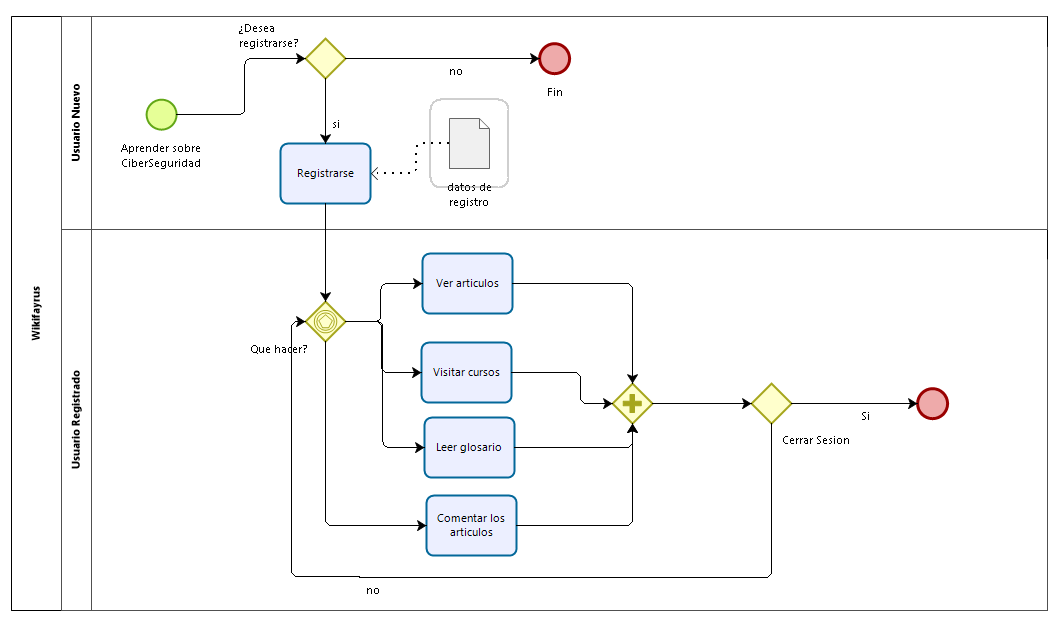 Wikifayrus
Usuario Nuevo
¿Desea
registrarse?
no
Fin
Aprender sobre
CiberSeguridad
si
Registrarse
datos de
registro
Usuario Registrado
Que hacer?
Ver articulos
Visitar cursos
Leer glosario
Comentar los
articulos
Cerrar Sesion
Si
no